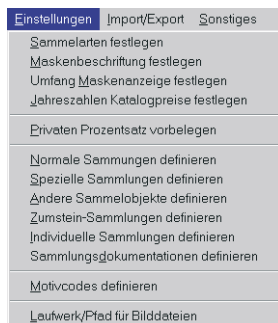 Einstellungen Import/Export Sonstiges
Sammelarten festlegen
Maskenbeschriftung festlegen
Umfang Maskenanzeige festlegen
Jahreszahlen Katalogpreise festlegen
Privaten Prozentsatz vorbelegen
Normale Sammungen definieren
Spezielle Sammlungen definieren
Andere Sammelobjekte definieren
Zumstein-Sammlungen definieren
Individuelle Sammlungen definieren
Sammlungsdokumentationen definieren
Motivcodes definieren
Laufwerk/Pfad für Bilddateien